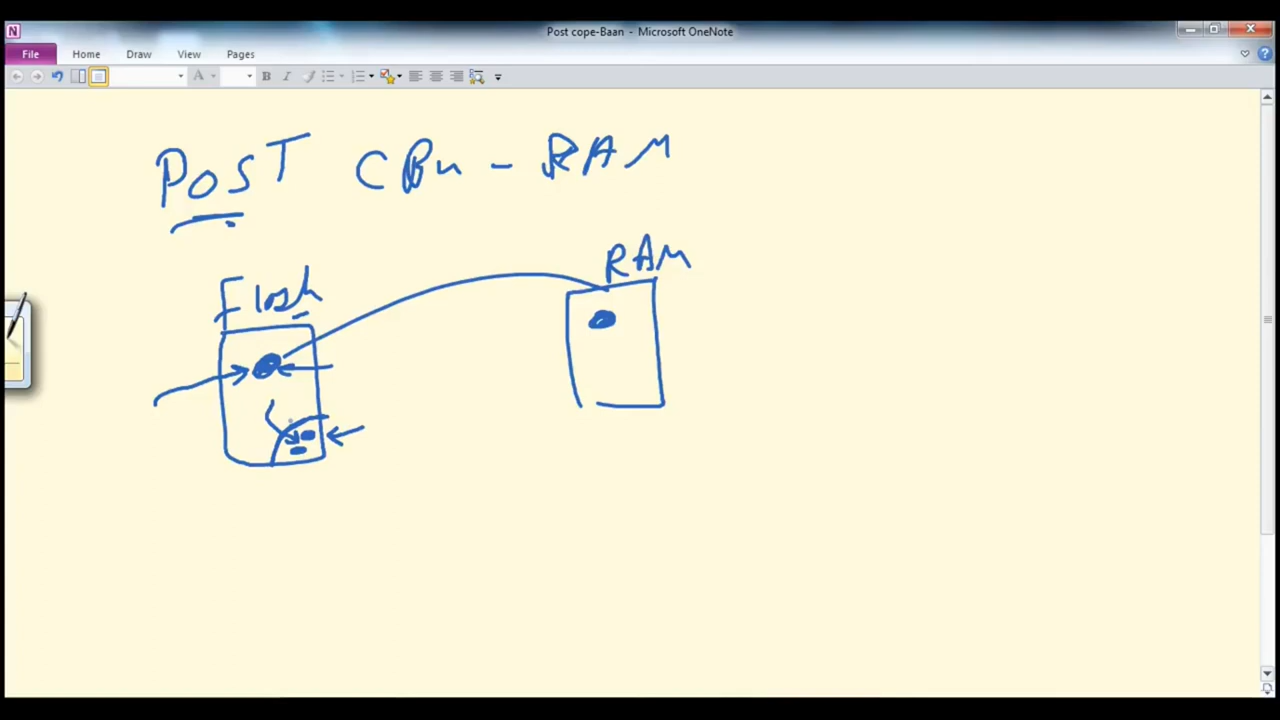 Post cope-Baan - Microsoft OneNote
File Home Draw View Pages
A B I
POST CPu - RAM
RAM
Flash